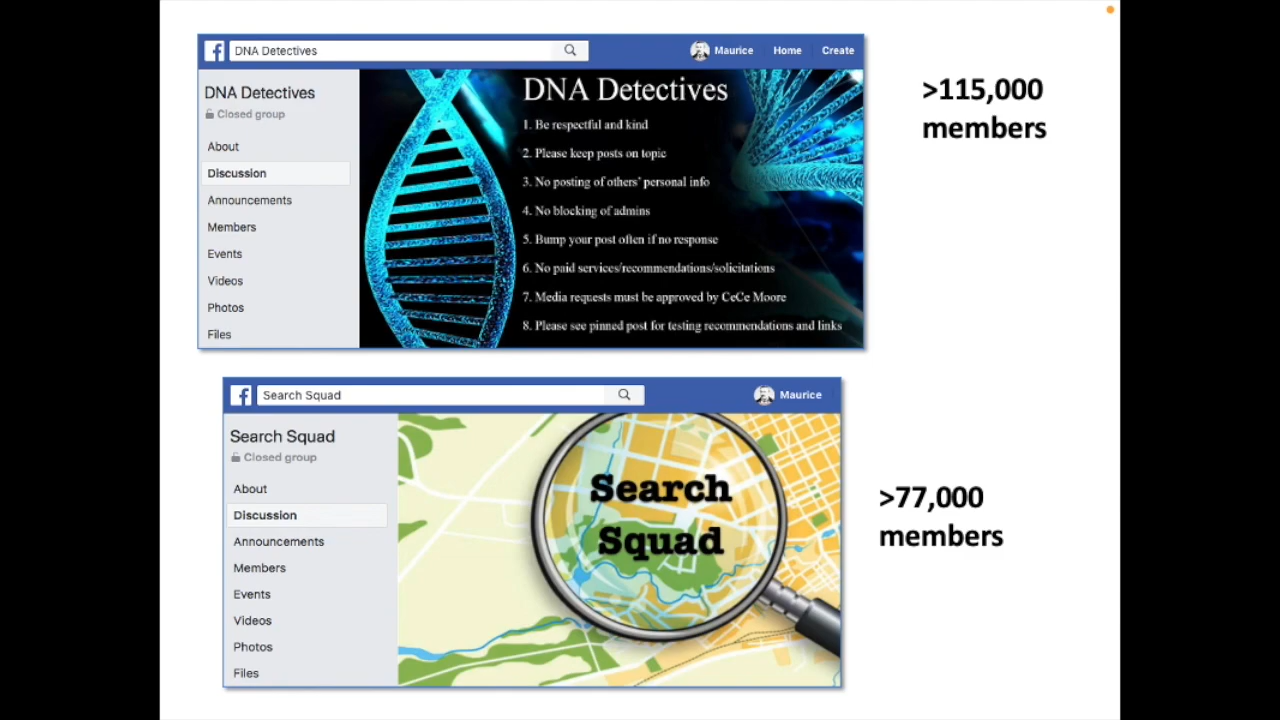 DNA Detectives
Maurice Home Create
DNA Detectives
Closed group
About
Discussion
Announcements
Members
Events
Videos
Photos
Files
DNA Detectives
1. Be respectful and kind
2. Please keep posts on topic
3. No posting of others' personal info
4. No blocking of admins
5. Bump your post often if no response
6. No paid services/recommendations/solicitations
7. Media requests must be approved by CeCe Moore
8. Please see pinned post for testing recommendations and links
>115,000
members
Search Squad
Maurice
Search Squad
Closed group
About
Discussion
Announcements
Members
Events
Videos
Photos
Files
Search
Squad
>77,000
members